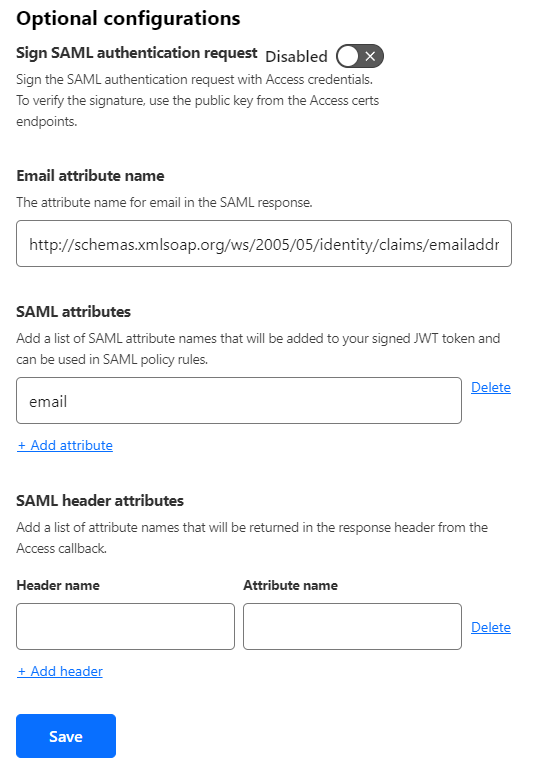 Optional configurations
Sign SAML authentication request Disabled
Sign the SAML authentication request with Access credentials.
To verify the signature, use the public key from the Access certs
endpoints.
Email attribute name
The attribute name for email in the SAML response.
http://schemas.xmlsoap.org/ws/2005/05/identity/claims/emailaddr
SAML attributes
Add a list of SAML attribute names that will be added to your signed JWT token and
can be used in SAML policy rules.
email Delete
+ Add attribute
SAML header attributes
Add a list of attribute names that will be returned in the response header from the
Access callback.
Header name Attribute name
Delete
+ Add header
Save